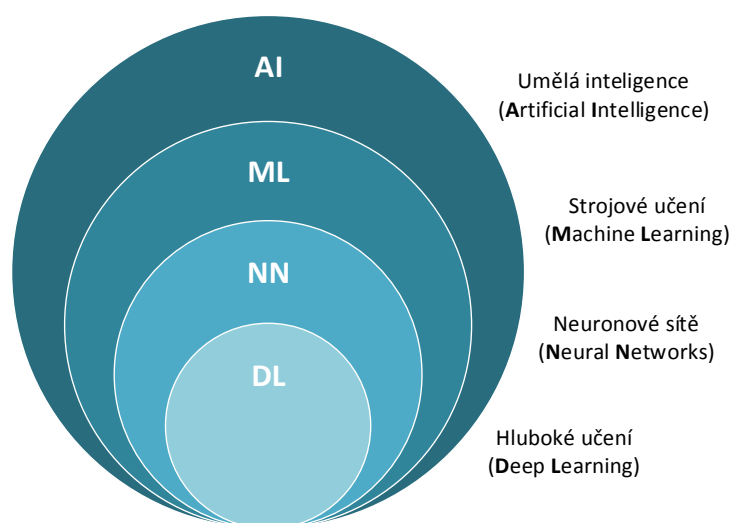 AI
Umělá inteligence
(Artificial Intelligence)
ML
Strojové učení
(Machine Learning)
NN
Neuronové sítě
(Neural Networks)
DL
Hluboké učení
(Deep Learning)